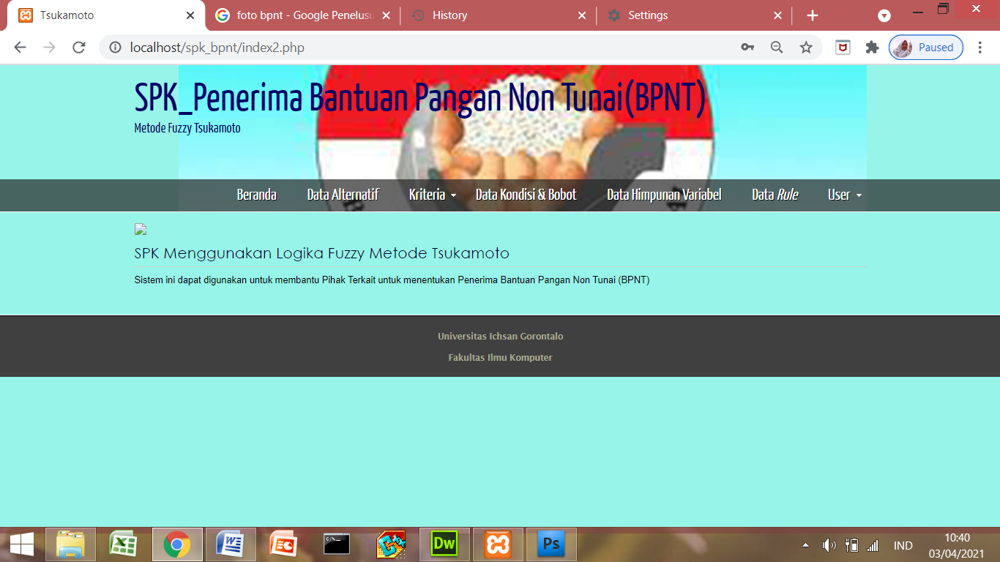 Tsukamoto
foto bpnt - Google Penelusu
History
Settings
localhost/spk_bpnt/index2.php
Paused
SPK_Penerima Bantuan Pangan Non Tunai(BPNT)
Metode Fuzzy Tsukamoto
Beranda Data Alternatif Kriteria Data Kondisi & Bobot Data Himpunan Variabel Data Rule User
SPK Menggunakan Logika Fuzzy Metode Tsukamoto
Sistem ini dapat digunakan untuk membantu Pihak Terkait untuk menentukan Penerima Bantuan Pangan Non Tunai (BPNT)
Universitas Ichsan Gorontalo
Fakultas Ilmu Komputer
Dw
Ps
IND
10:40
03/04/2021